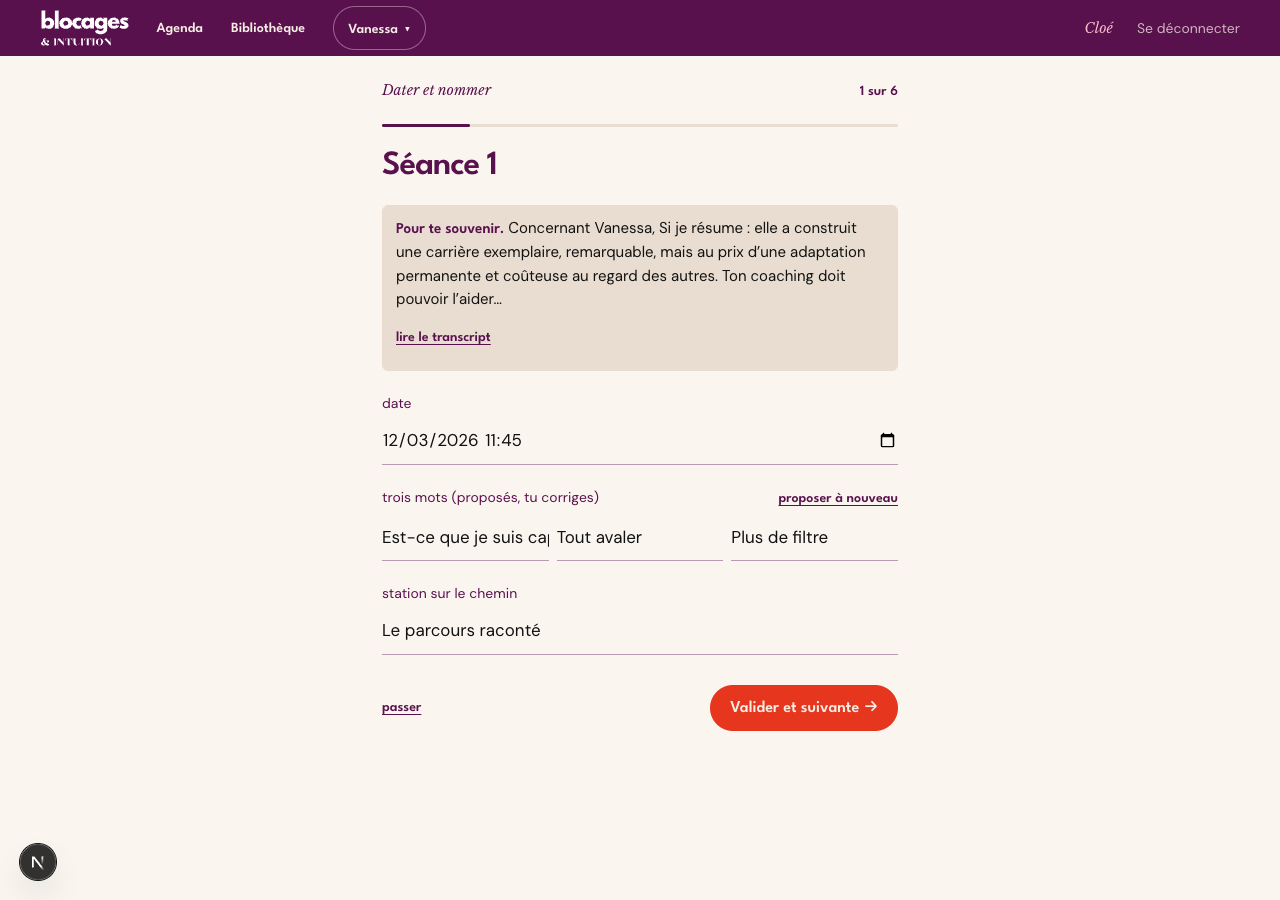 blocages
& INTUITION
Agenda
Bibliothèque
Vanessa ▾
Cloé
Se déconnecter
Dater et nommer
1 sur 6
Séance 1
Pour te souvenir. Concernant Vanessa, Si je résume : elle a construit
une carrière exemplaire, remarquable, mais au prix d’une adaptation
permanente et coûteuse au regard des autres. Ton coaching doit
pouvoir l’aider…
lire le transcript
date
12/03/2026 11:45
trois mots (proposés, tu corriges)
proposer à nouveau
Est-ce que je suis
Tout avaler
Plus de filtre
station sur le chemin
Le parcours raconté
passer
Valider et suivante →
N